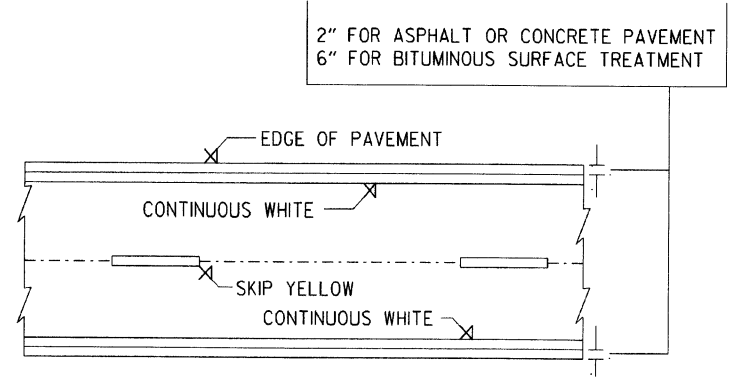 2" FOR ASPHALT OR CONCRETE PAVEMENT
6" FOR BITUMINOUS SURFACE TREATMENT
EDGE OF PAVEMENT
CONTINUOUS WHITE
SKIP YELLOW
CONTINUOUS WHITE